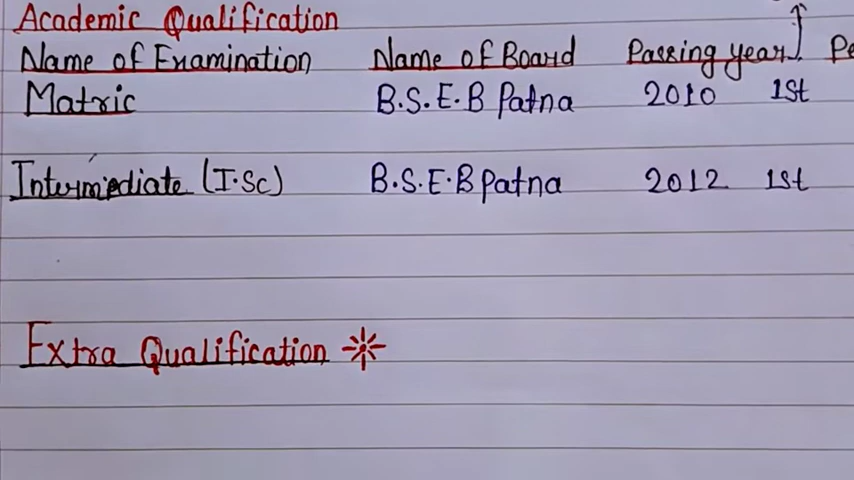 Academic Qualification
Name of Examination Name of Board Passing year Pe
Matric B.S.E.B Patna 2010 1st
Intermediate (I.Sc) B.S.E.B Patna 2012 1st
Extra Qualification